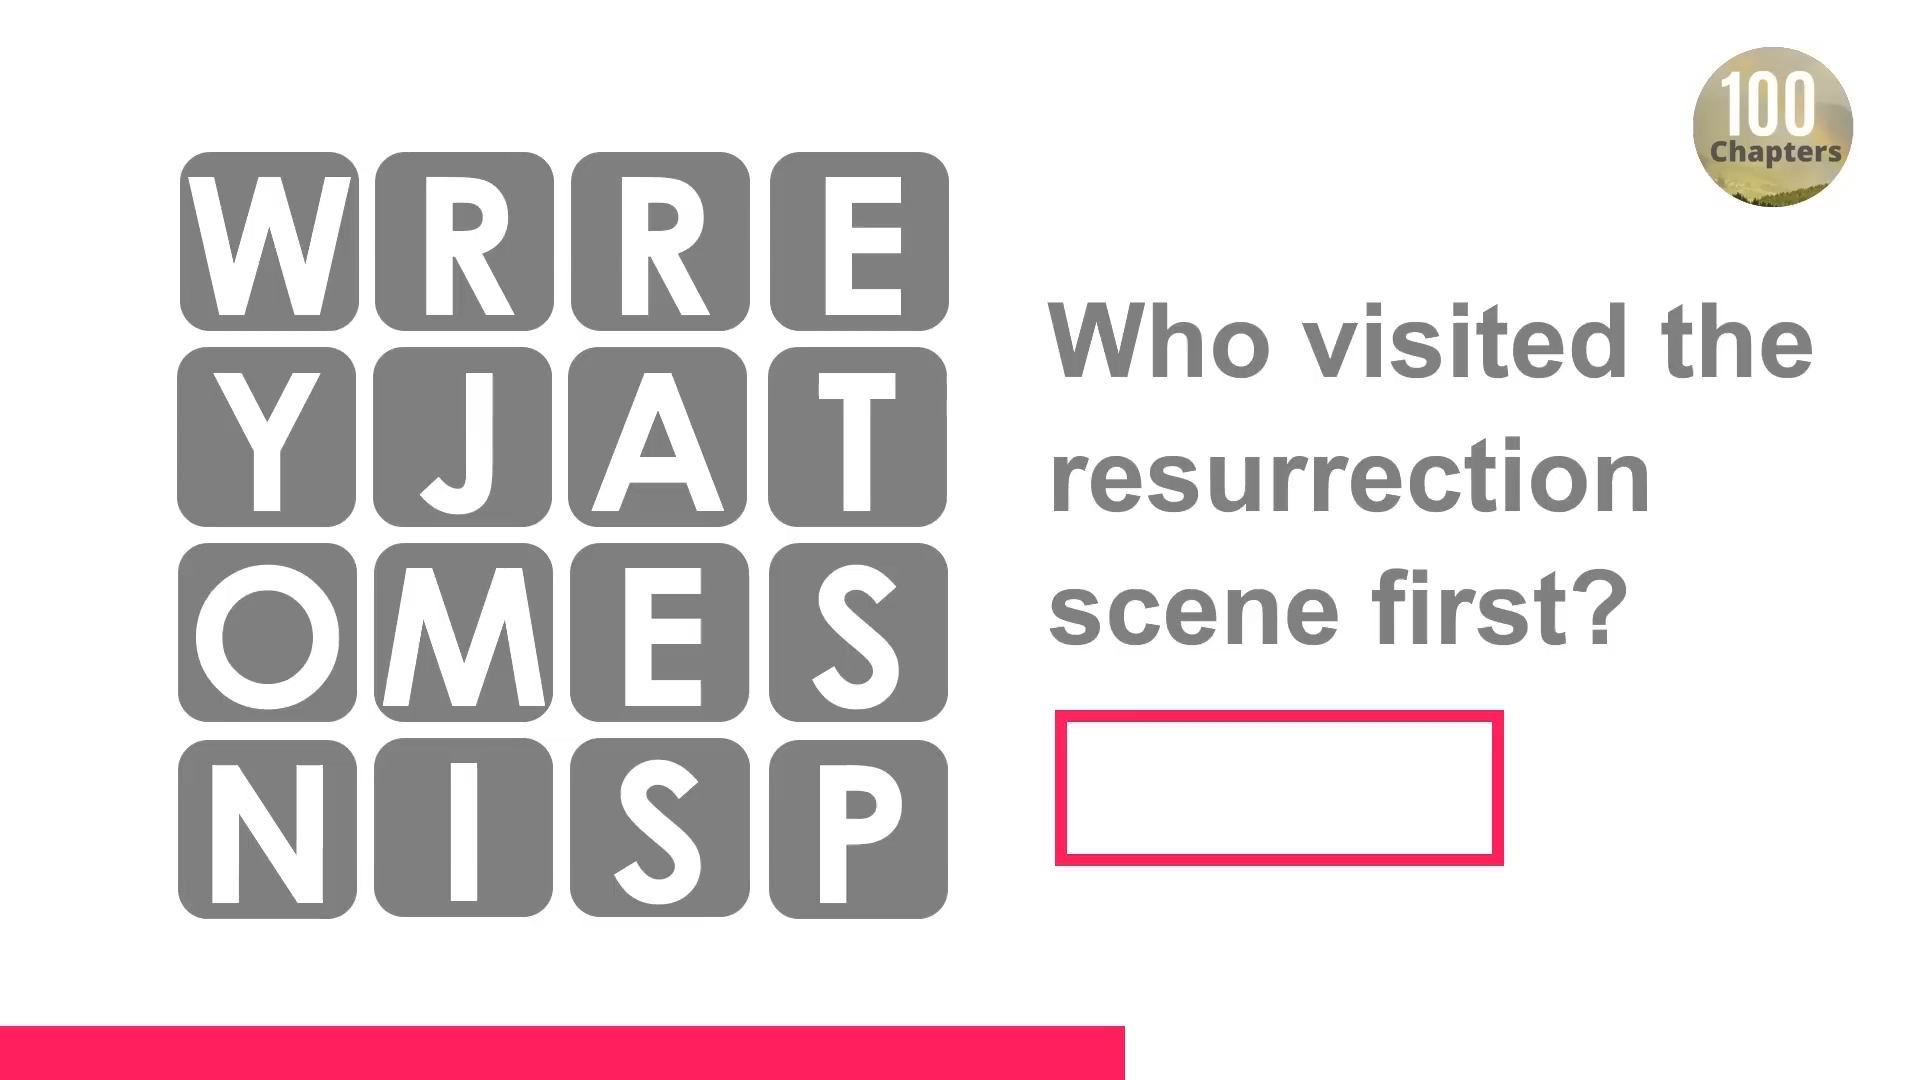 100
Chapters
W R R E
Y J A T
O M E S
N I S P
Who visited the
resurrection
scene first?